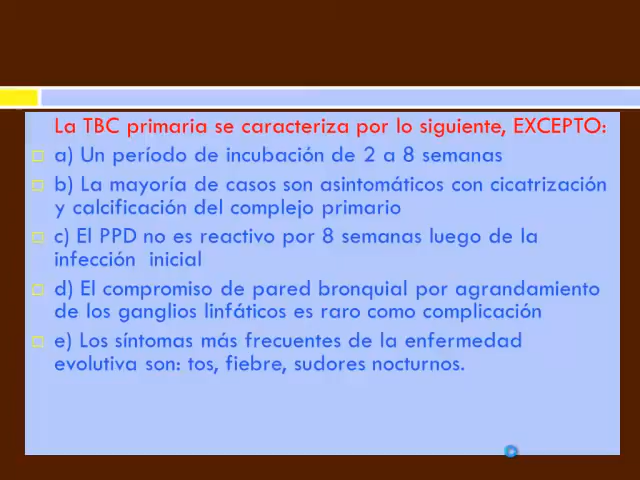 La TBC primaria se caracteriza por lo siguiente, EXCEPTO:
a) Un período de incubación de 2 a 8 semanas
b) La mayoría de casos son asintomáticos con cicatrización
y calcificación del complejo primario
c) El PPD no es reactivo por 8 semanas luego de la
infección inicial
d) El compromiso de pared bronquial por agrandamiento
de los ganglios linfáticos es raro como complicación
e) Los síntomas más frecuentes de la enfermedad
evolutiva son: tos, fiebre, sudores nocturnos.